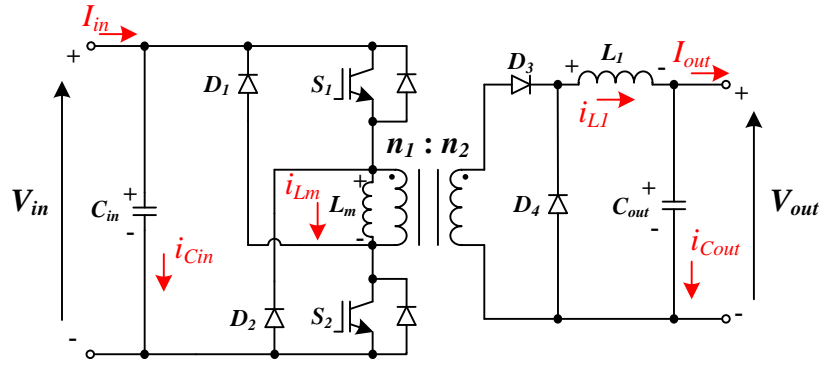 I_in
+
D_1
S_1
D_3
+ L_1 -
I_out
+
i_L1
n_1 : n_2
V_in
C_in
+
-
i_Lm
+
L_m
-
D_4
C_out
+
-
V_out
i_Cin
i_Cout
D_2
S_2
-
-